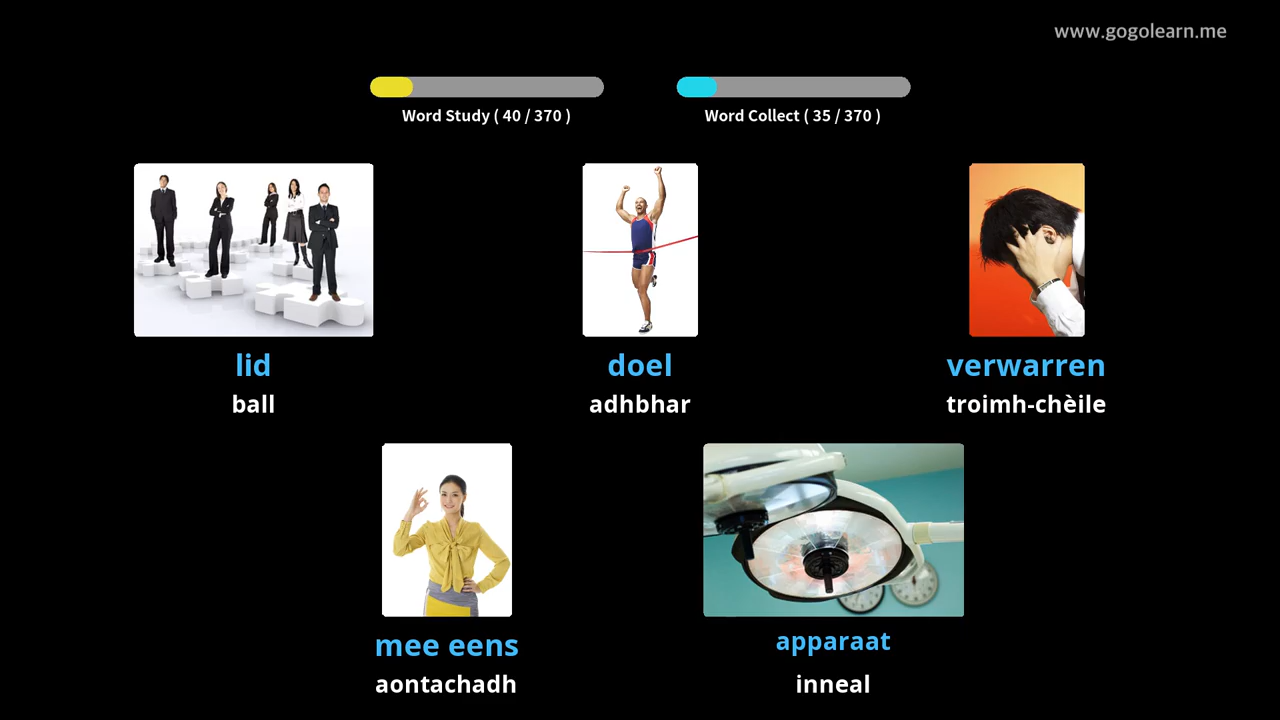 www.gogolearn.me
Word Study ( 40 / 370 )
Word Collect ( 35 / 370 )
lid
ball
doel
adhbhar
verwarren
troimh-chèile
mee eens
aontachadh
apparaat
inneal